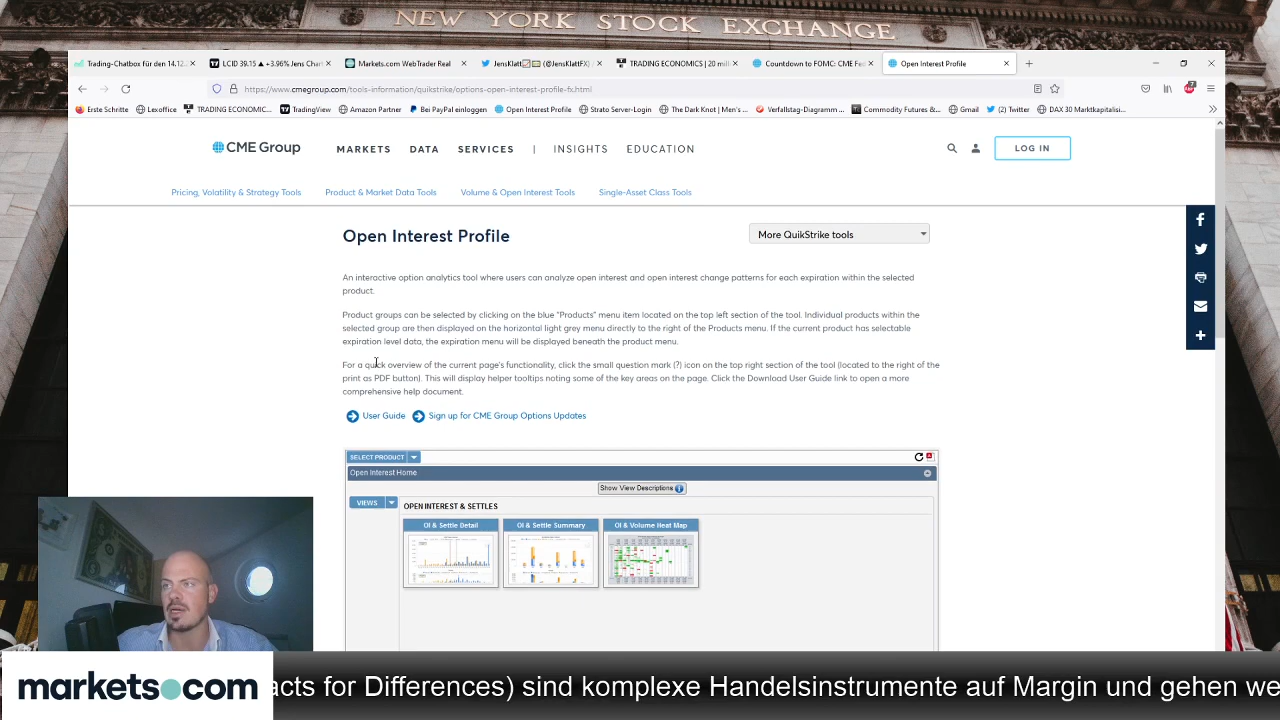 NEW YORK STOCK EXCHANGE
Trading-Chatbox für den 14.12.
LCID 39.15 ▲ +3.96% Jens Chart
Markets.com WebTrader Real
(@JensKlattFX)
TRADING ECONOMICS | 20 mill
Countdown to FOMC: CME Fed
Open Interest Profile
https://www.cmegroup.com/tools-information/quikstrike/options-open-interest-profile-fx.html
Erste Schritte
Lexoffice
TRADING ECONOMIC...
TradingView
Amazon Partner
Bei PayPal einloggen
Open Interest Profile
Strato Server-Login
The Dark Knot | Men's ...
Verfallstag-Diagramm ...
Commodity Futures &...
Gmail
(2) Twitter
DAX 30 Marktkapitalisi...
CME Group
MARKETS DATA SERVICES | INSIGHTS EDUCATION
LOG IN
Pricing, Volatility & Strategy Tools
Product & Market Data Tools
Volume & Open Interest Tools
Single-Asset Class Tools
Open Interest Profile
More QuikStrike tools
An interactive option analytics tool where users can analyze open interest and open interest change patterns for each expiration within the selected
product.
Product groups can be selected by clicking on the blue "Products" menu item located on the top left section of the tool. Individual products within the
selected group are then displayed on the horizontal light grey menu directly to the right of the Products menu. If the current product has selectable
expiration level data, the expiration menu will be displayed beneath the product menu.
For a quick overview of the current page's functionality, click the small question mark (?) icon on the top right section of the tool (located to the right of the
print as PDF button). This will display helper tooltips noting some of the key areas on the page. Click the Download User Guide link to open a more
comprehensive help document.
User Guide
Sign up for CME Group Options Updates
SELECT PRODUCT
Open Interest Home
Show View Descriptions
VIEWS
OPEN INTEREST & SETTLES
OI & Settle Detail
OI & Settle Summary
OI & Volume Heat Map
markets.com
acts for Differences) sind komplexe Handelsinstrumente auf Margin und gehen we